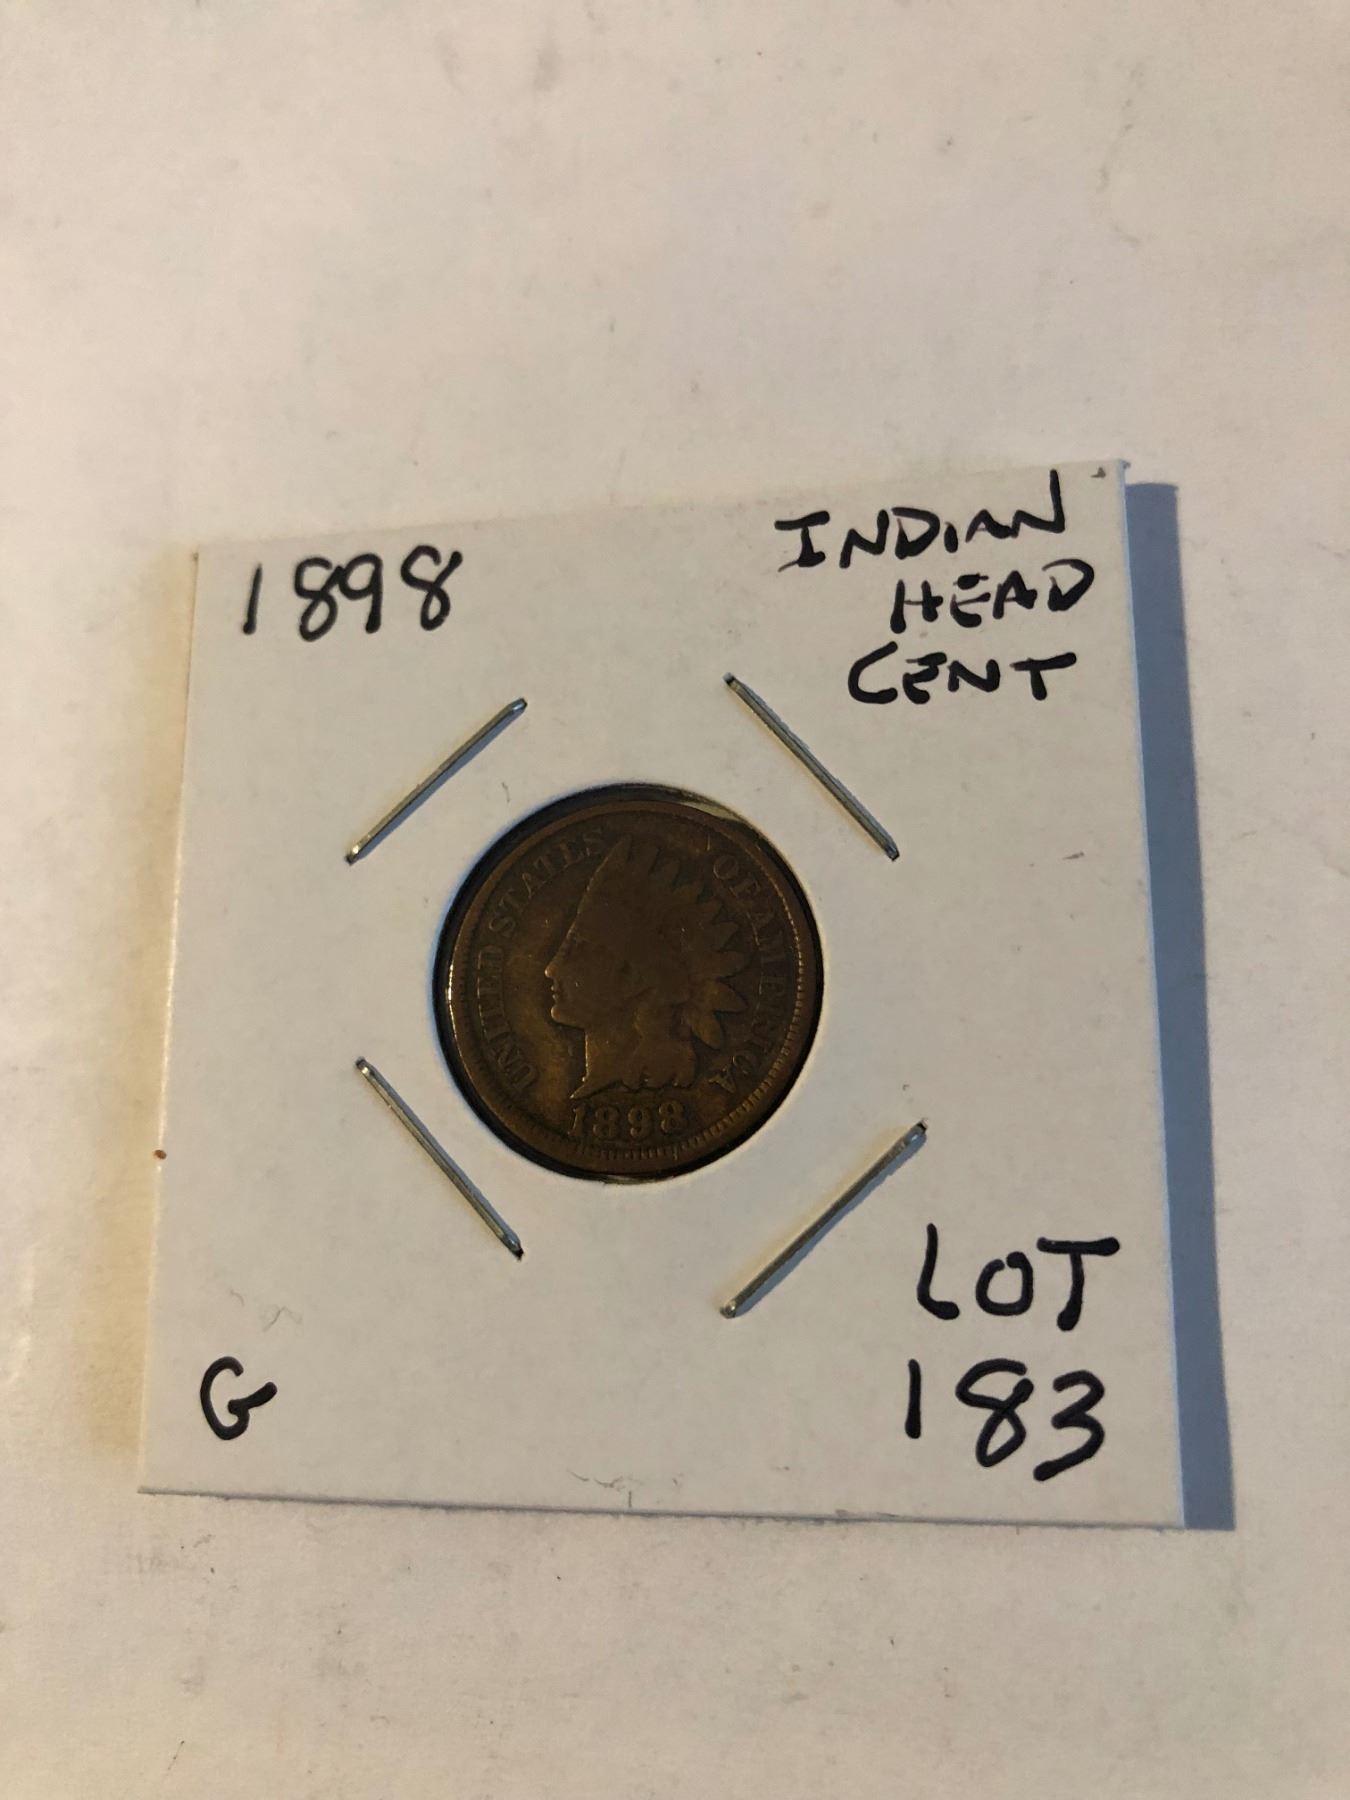 1898
INDIAN
HEAD
CENT
UNITED STATES OF AMERICA
1898
G
LOT
183